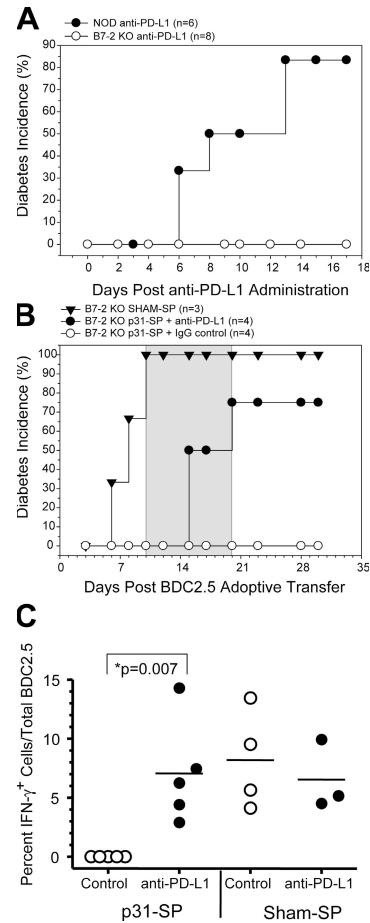 A
NOD anti-PD-L1 (n=6)
B7-2 KO anti-PD-L1 (n=8)
Diabetes Incidence (%)
90
80
70
60
50
40
30
20
10
0
0 2 4 6 8 10 12 14 16 18
Days Post anti-PD-L1 Administration
B
B7-2 KO SHAM-SP (n=3)
B7-2 KO p31-SP + anti-PD-L1 (n=4)
B7-2 KO p31-SP + IgG control (n=4)
Diabetes Incidence (%)
100
90
80
70
60
50
40
30
20
10
0
0 7 14 21 28 35
Days Post BDC2.5 Adoptive Transfer
C
Percent IFN-γ+ Cells/Total BDC2.5
*p=0.007
15
10
5
0
Control anti-PD-L1 Control anti-PD-L1
p31-SP Sham-SP